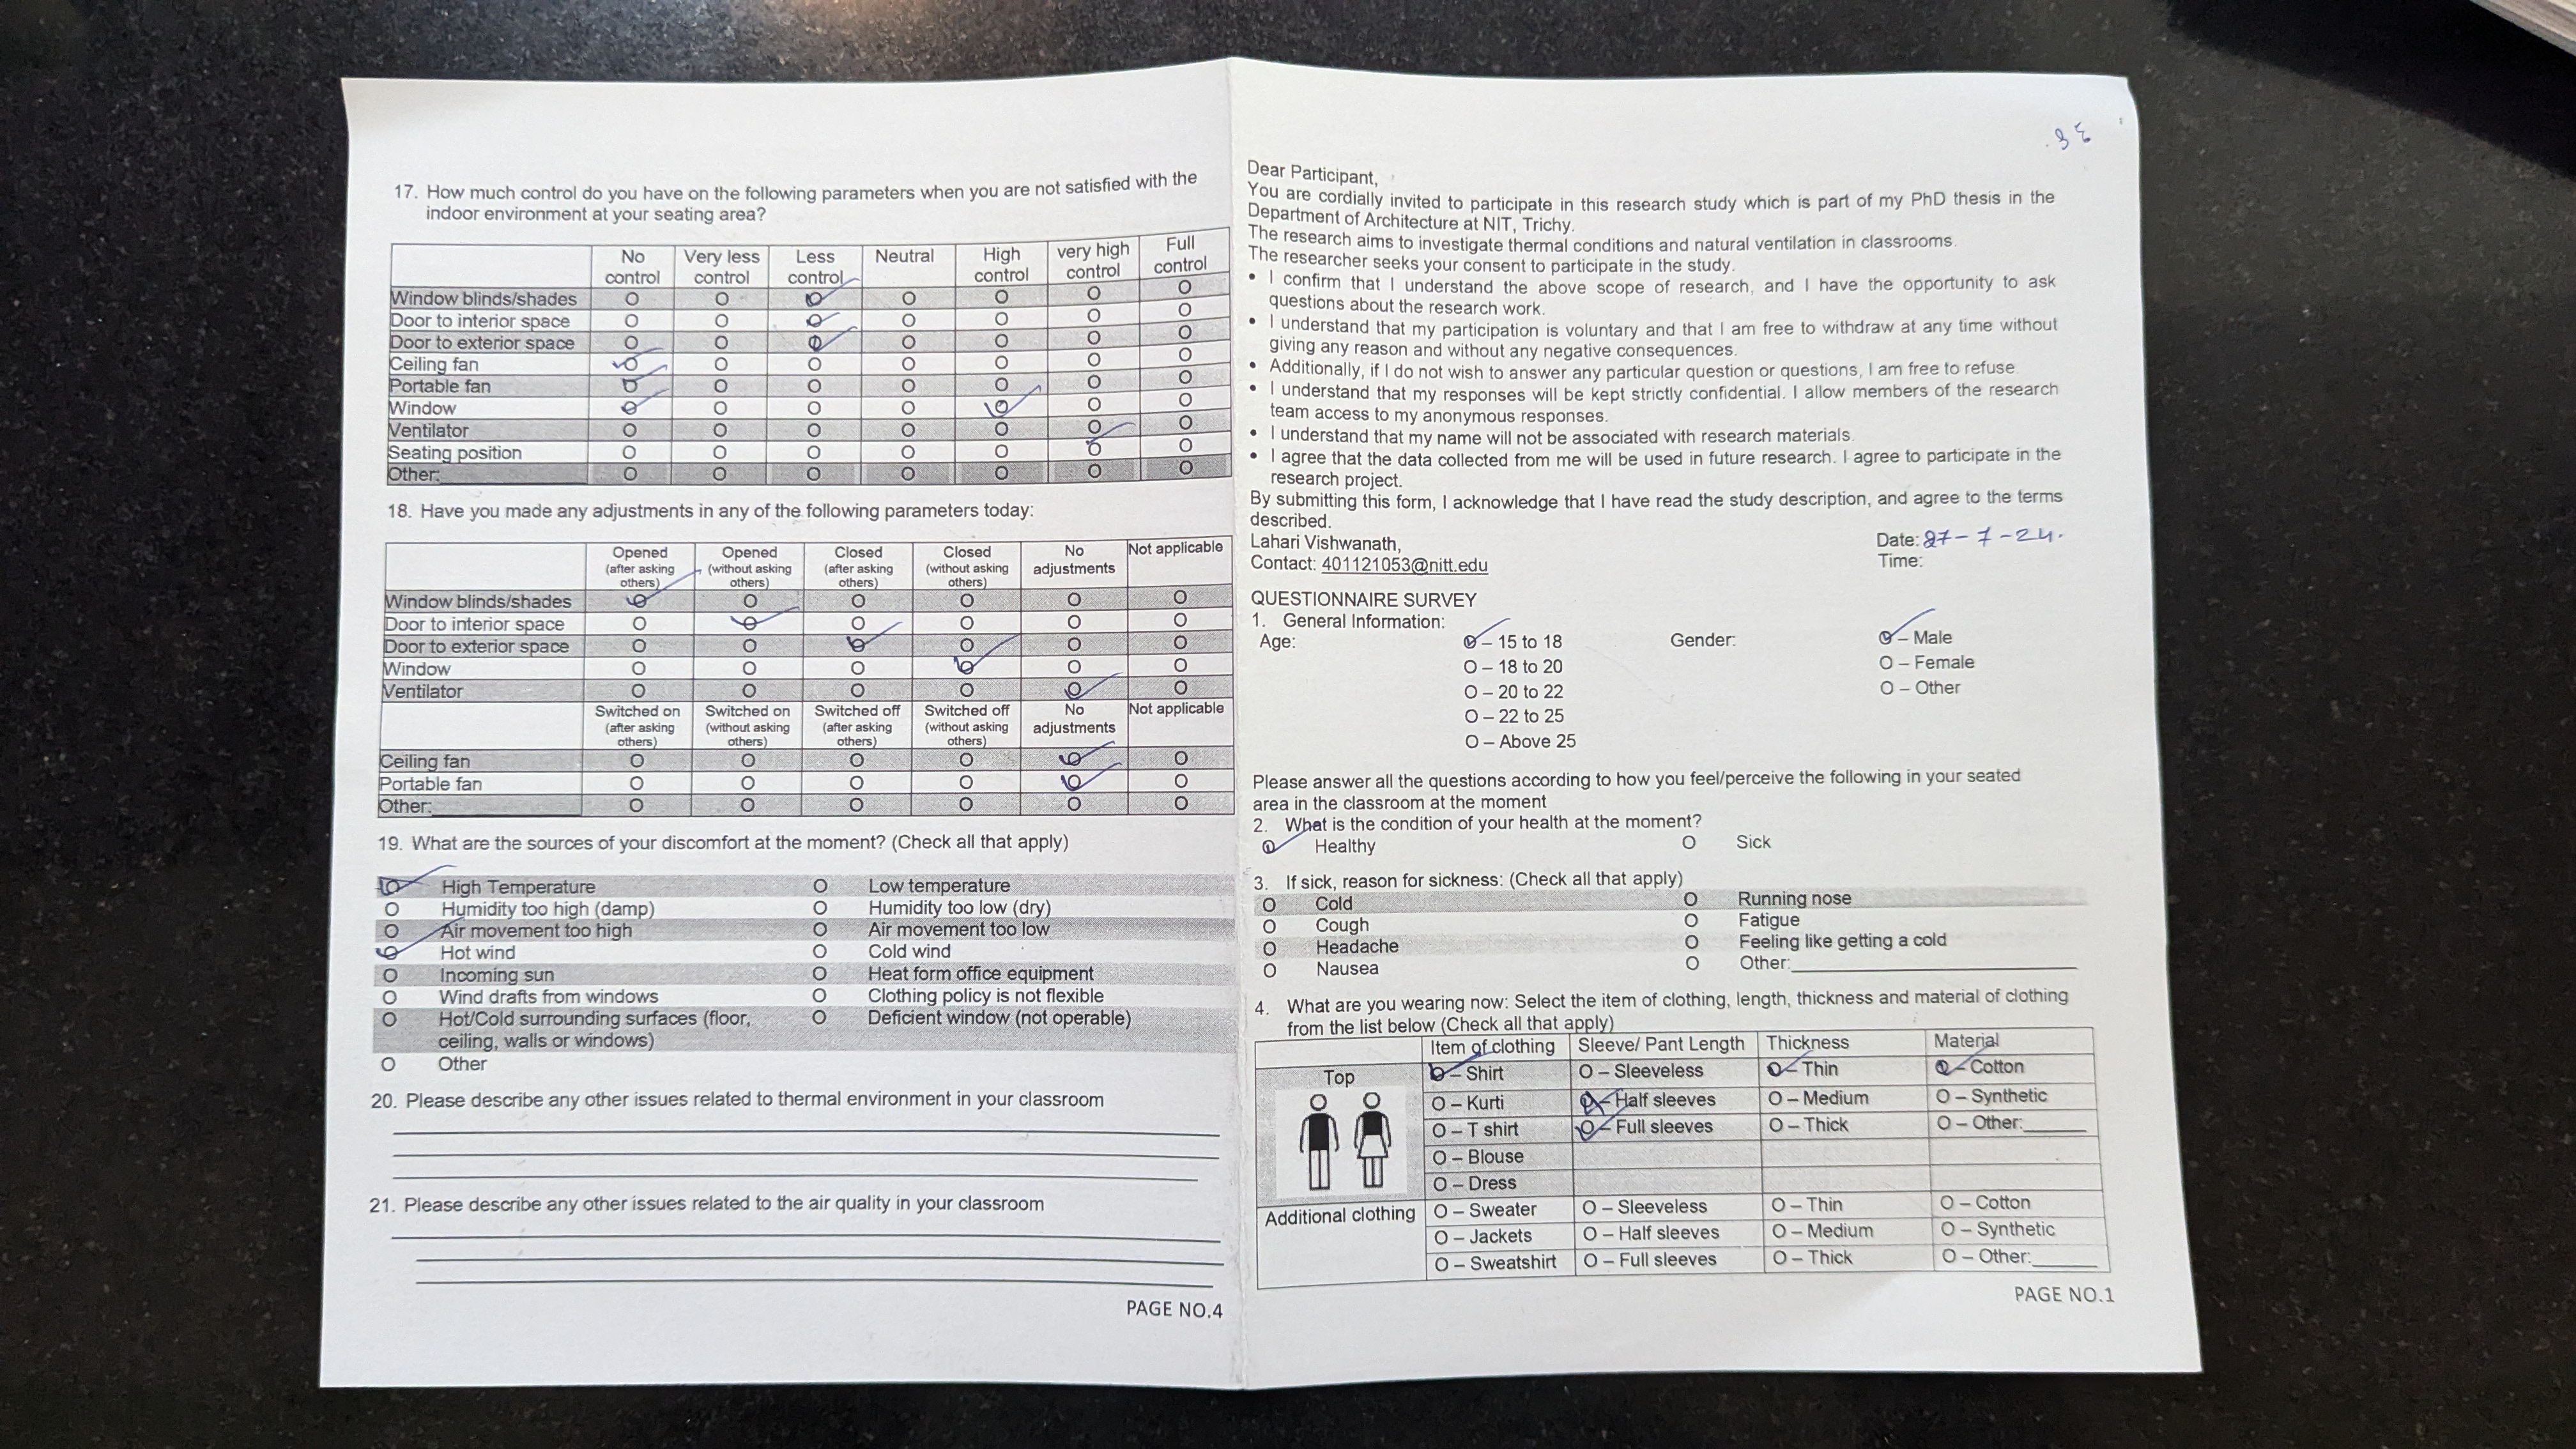 17. How much control do you have on the following parameters when you are not satisfied with the
indoor environment at your seating area?
No control Very less control Less control Neutral High control very high control Full control
Window blinds/shades O O O O O O O
Door to interior space O O O O O O O
Door to exterior space O O O O O O O
Ceiling fan O O O O O O O
Portable fan O O O O O O O
Window O O O O O O O
Ventilator O O O O O O O
Seating position O O O O O O O
Other: O O O O O O O
18. Have you made any adjustments in any of the following parameters today:
Opened (after asking others) Opened (without asking others) Closed (after asking others) Closed (without asking others) No adjustments Not applicable
Window blinds/shades O O O O O O
Door to interior space O O O O O O
Door to exterior space O O O O O O
Window O O O O O O
Ventilator O O O O O O
Switched on (after asking others) Switched on (without asking others) Switched off (after asking others) Switched off (without asking others) No adjustments Not applicable
Ceiling fan O O O O O O
Portable fan O O O O O O
Other: O O O O O O
19. What are the sources of your discomfort at the moment? (Check all that apply)
O High Temperature O Low temperature
O Humidity too high (damp) O Humidity too low (dry)
O Air movement too high O Air movement too low
O Hot wind O Cold wind
O Incoming sun O Heat form office equipment
O Wind drafts from windows O Clothing policy is not flexible
O Hot/Cold surrounding surfaces (floor, O Deficient window (not operable)
ceiling, walls or windows)
O Other
20. Please describe any other issues related to thermal environment in your classroom
21. Please describe any other issues related to the air quality in your classroom
PAGE NO.4
Dear Participant,
You are cordially invited to participate in this research study which is part of my PhD thesis in the
Department of Architecture at NIT, Trichy.
The research aims to investigate thermal conditions and natural ventilation in classrooms.
The researcher seeks your consent to participate in the study.
• I confirm that I understand the above scope of research, and I have the opportunity to ask
questions about the research work.
• I understand that my participation is voluntary and that I am free to withdraw at any time without
giving any reason and without any negative consequences.
• Additionally, if I do not wish to answer any particular question or questions, I am free to refuse
• I understand that my responses will be kept strictly confidential. I allow members of the research
team access to my anonymous responses.
• I understand that my name will not be associated with research materials.
• I agree that the data collected from me will be used in future research. I agree to participate in the
research project.
By submitting this form, I acknowledge that I have read the study description, and agree to the terms
described.
Lahari Vishwanath, Date: 27-7-24.
Contact: 401121053@nitt.edu Time:
QUESTIONNAIRE SURVEY
1. General Information:
Age: O – 15 to 18 Gender: O – Male
O – 18 to 20 O – Female
O – 20 to 22 O – Other
O – 22 to 25
O – Above 25
Please answer all the questions according to how you feel/perceive the following in your seated
area in the classroom at the moment
2. What is the condition of your health at the moment?
O Healthy O Sick
3. If sick, reason for sickness: (Check all that apply)
O Cold O Running nose
O Cough O Fatigue
O Headache O Feeling like getting a cold
O Nausea O Other:
4. What are you wearing now: Select the item of clothing, length, thickness and material of clothing
from the list below (Check all that apply)
Item of clothing Sleeve/ Pant Length Thickness Material
Top O – Shirt O – Sleeveless O – Thin O – Cotton
O – Kurti O – Half sleeves O – Medium O – Synthetic
O – T shirt O – Full sleeves O – Thick O – Other:
O – Blouse
O – Dress
Additional clothing O – Sweater O – Sleeveless O – Thin O – Cotton
O – Jackets O – Half sleeves O – Medium O – Synthetic
O – Sweatshirt O – Full sleeves O – Thick O – Other:
PAGE NO.1